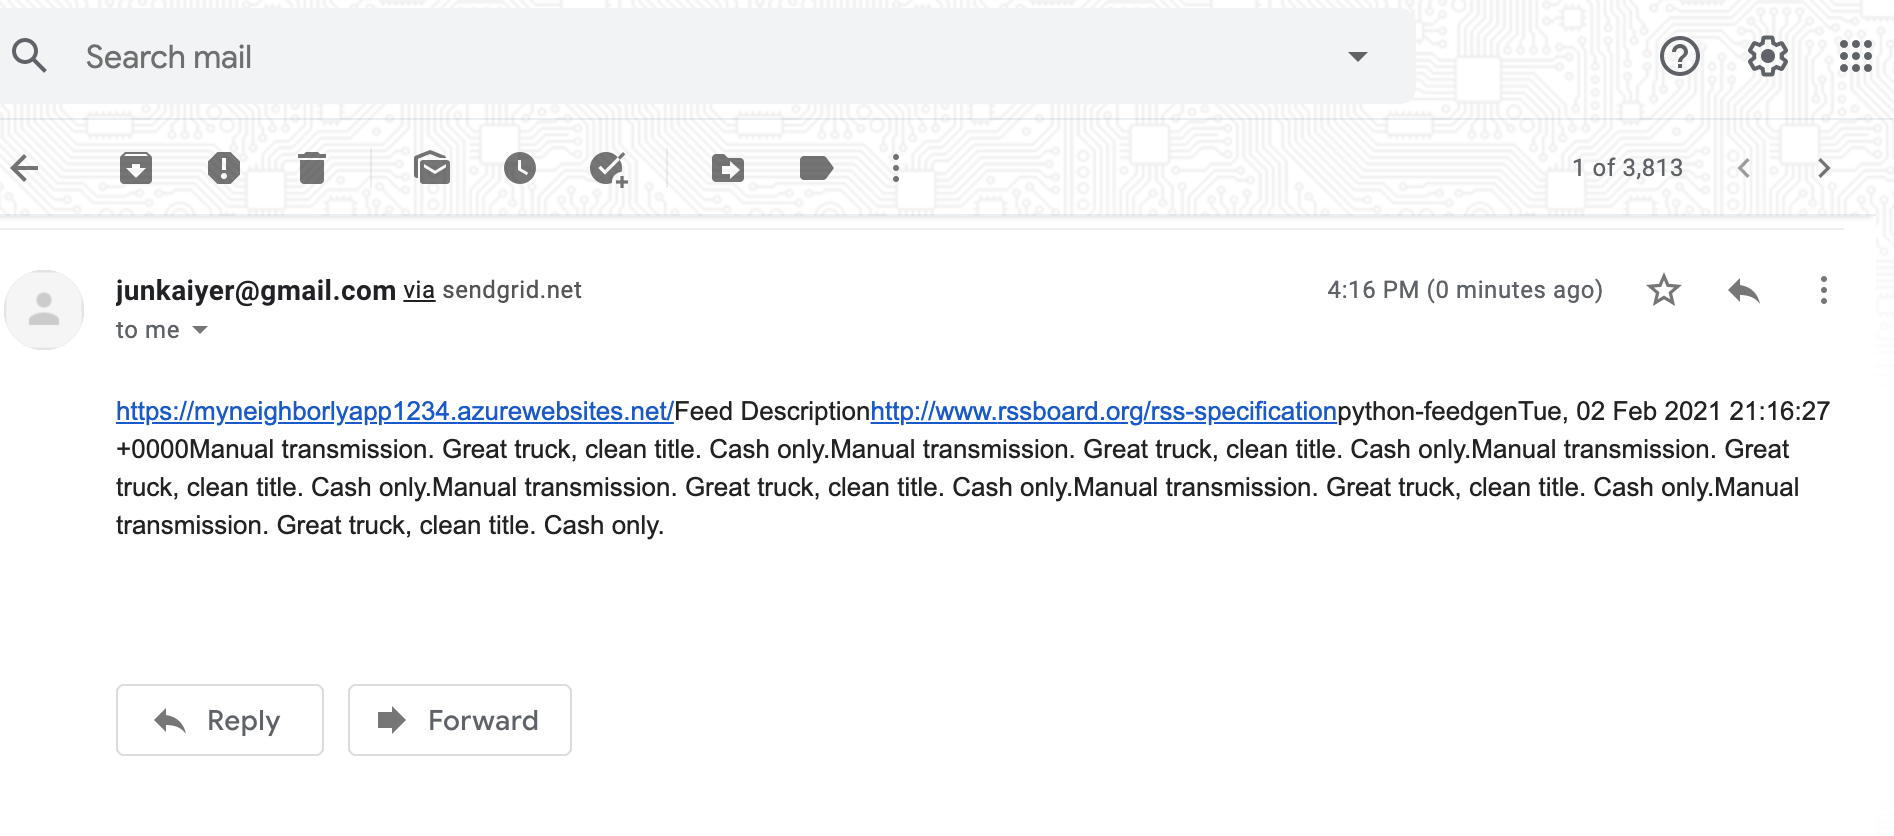 Search mail
1 of 3,813
junkaiyer@gmail.com via sendgrid.net
4:16 PM (0 minutes ago)
to me
https://myneighborlyapp1234.azurewebsites.net/Feed Descriptionhttp://www.rssboard.org/rss-specificationpython-feedgenTue, 02 Feb 2021 21:16:27
+0000Manual transmission. Great truck, clean title. Cash only.Manual transmission. Great truck, clean title. Cash only.Manual transmission. Great
truck, clean title. Cash only.Manual transmission. Great truck, clean title. Cash only.Manual transmission. Great truck, clean title. Cash only.Manual
transmission. Great truck, clean title. Cash only.
Reply
Forward